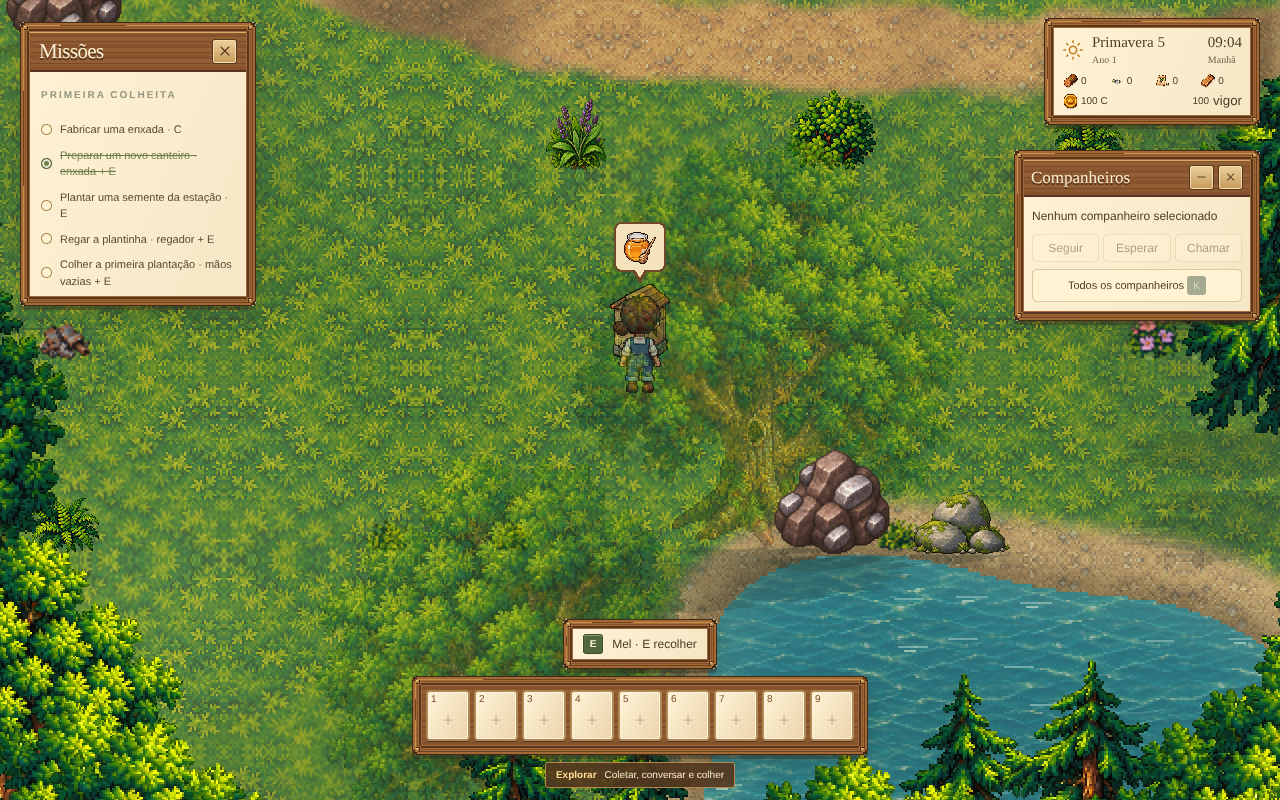 Missões
PRIMEIRA COLHEITA
Fabricar uma enxada · C
Preparar um novo canteiro ·
enxada + E
Plantar uma semente da estação ·
E
Regar a plantinha · regador + E
Colher a primeira plantação · mãos
vazias + E
Primavera 5 09:04
Ano 1 Manhã
0 0 0 0
100 C 100 vigor
Companheiros
Nenhum companheiro selecionado
Seguir Esperar Chamar
Todos os companheiros K
E Mel · E recolher
1 2 3 4 5 6 7 8 9
Explorar Coletar, conversar e colher